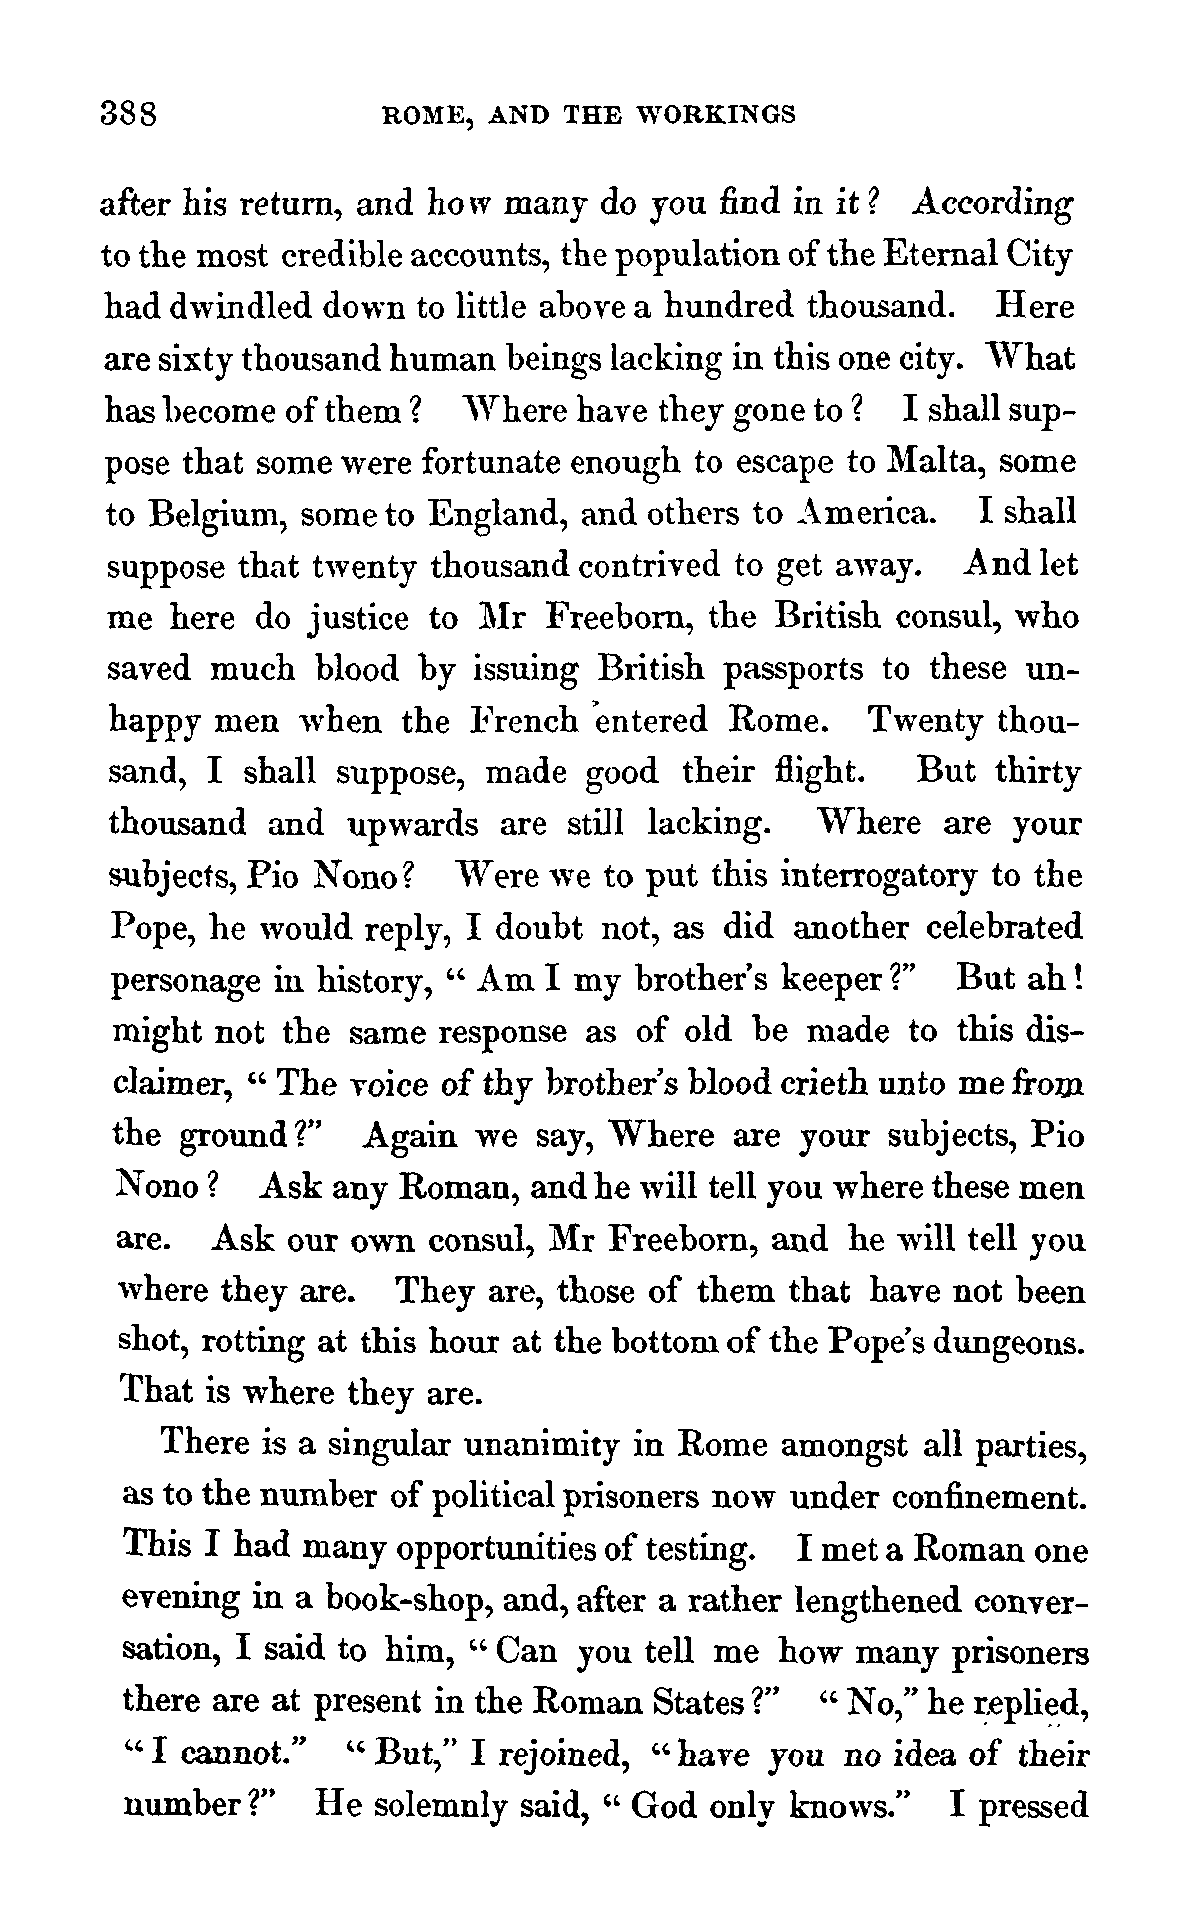 388 ROME, AND THE WORKINGS
after his return, and how many do you find in it? According
to the most credible accounts, the population of the Eternal City
had dwindled down to little above a hundred thousand. Here
are sixty thousand human beings lacking in this one city. What
has become of them? Where have they gone to? I shall sup-
pose that some were fortunate enough to escape to Malta, some
to Belgium, some to England, and others to America. I shall
suppose that twenty thousand contrived to get away. And let
me here do justice to Mr Freeborn, the British consul, who
saved much blood by issuing British passports to these un-
happy men when the French entered Rome. Twenty thou-
sand, I shall suppose, made good their flight. But thirty
thousand and upwards are still lacking. Where are your
subjects, Pio Nono? Were we to put this interrogatory to the
Pope, he would reply, I doubt not, as did another celebrated
personage in history, “Am I my brother's keeper?” But ah!
might not the same response as of old be made to this dis-
claimer, “The voice of thy brother's blood crieth unto me from
the ground?” Again we say, Where are your subjects, Pio
Nono? Ask any Roman, and he will tell you where these men
are. Ask our own consul, Mr Freeborn, and he will tell you
where they are. They are, those of them that have not been
shot, rotting at this hour at the bottom of the Pope's dungeons.
That is where they are.
There is a singular unanimity in Rome amongst all parties,
as to the number of political prisoners now under confinement.
This I had many opportunities of testing. I met a Roman one
evening in a book-shop, and, after a rather lengthened conver-
sation, I said to him, “Can you tell me how many prisoners
there are at present in the Roman States?” “No,” he replied,
“I cannot.” “But,” I rejoined, “have you no idea of their
number?” He solemnly said, “God only knows.” I pressed